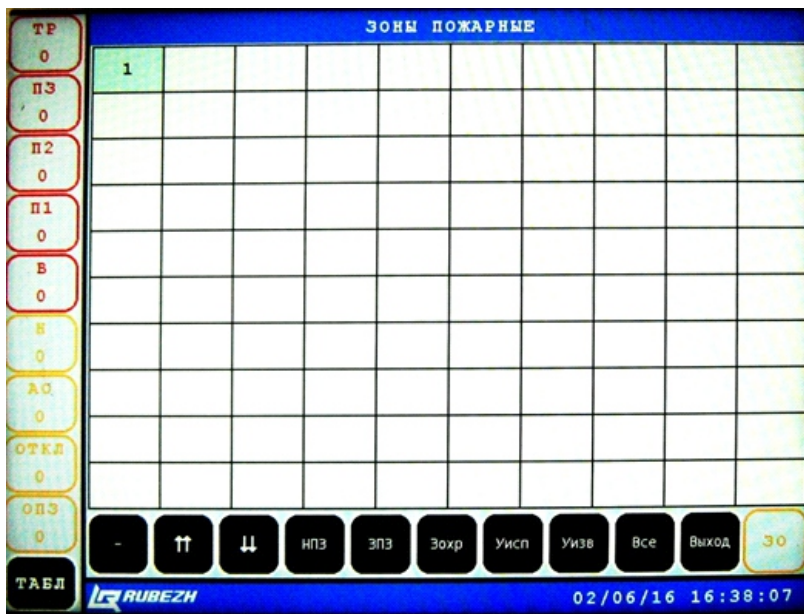 ЗОНЫ ПОЖАРНЫЕ
ТР
0
П3
0
П2
0
П1
0
В
0
Н
0
АС
0
ОТКЛ
0
ОПЗ
0
ТАБЛ
1
-
⇈
⇊
НПЗ
ЗПЗ
Зохр
Уисп
Уизв
Все
Выход
ЗО
RUBEZH
02/06/16 16:38:07